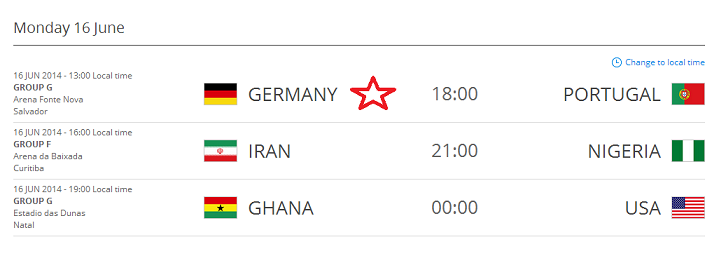 Monday 16 June
Change to local time
16 JUN 2014 - 13:00 Local time
GROUP G
Arena Fonte Nova
Salvador
GERMANY 18:00 PORTUGAL
16 JUN 2014 - 16:00 Local time
GROUP F
Arena da Baixada
Curitiba
IRAN 21:00 NIGERIA
16 JUN 2014 - 19:00 Local time
GROUP G
Estadio das Dunas
Natal
GHANA 00:00 USA